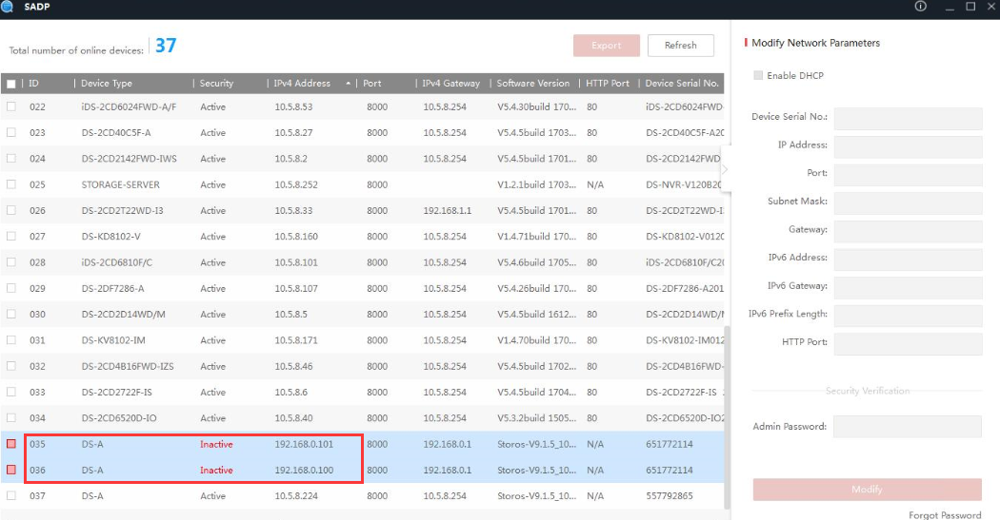 SADP
Total number of online devices: 37
Export
Refresh
ID | Device Type | Security | IPv4 Address | Port | IPv4 Gateway | Software Version | HTTP Port | Device Serial No.
022 iDS-2CD6024FWD-A/F Active 10.5.8.53 8000 10.5.8.254 V5.4.30build 170... 80 iDS-2CD6024FWD-
023 DS-2CD40C5F-A Active 10.5.8.27 8000 10.5.8.254 V5.4.5build 1703... 80 DS-2CD40C5F-A20
024 DS-2CD2142FWD-IWS Active 10.5.8.2 8000 10.5.8.254 V5.4.5build 1701... 80 DS-2CD2142FWD
025 STORAGE-SERVER Active 10.5.8.252 8000 V1.2.1build 1703... N/A DS-NVR-V120B20
026 DS-2CD2T22WD-I3 Active 10.5.8.33 8000 192.168.1.1 V5.4.5build 1701... 80 DS-2CD2T22WD-
027 DS-KD8102-V Active 10.5.8.160 8000 10.5.8.254 V1.4.71build 170... 80 DS-KD8102-V0120
028 iDS-2CD6810F/C Active 10.5.8.101 8000 10.5.8.254 V5.4.6build 1705... 80 iDS-2CD6810F/C20
029 DS-2DF7286-A Active 10.5.8.107 8000 10.5.8.254 V5.4.26build 170... 80 DS-2DF7286-A201
030 DS-2CD2D14WD/M Active 10.5.8.5 8000 10.5.8.254 V5.4.5build 1612... 80 DS-2CD2D14WD/
031 DS-KV8102-IM Active 10.5.8.171 8000 10.5.8.254 V1.4.70build 170... 80 DS-KV8102-IM012
032 DS-2CD4B16FWD-IZS Active 10.5.8.46 8000 10.5.8.254 V5.4.5build 1702... 80 DS-2CD4B16FWD-
033 DS-2CD2722F-IS Active 10.5.8.6 8000 10.5.8.254 V5.4.5build 1704... 80 DS-2CD2722F-IS
034 DS-2CD6520D-IO Active 10.5.8.40 8000 10.5.8.254 V5.3.2build 1505... 80 DS-2CD6520D-IO2
035 DS-A Inactive 192.168.0.101 8000 192.168.0.1 Storos-V9.1.5_10... N/A 651772114
036 DS-A Inactive 192.168.0.100 8000 192.168.0.1 Storos-V9.1.5_10... N/A 651772114
037 DS-A Active 10.5.8.224 8000 10.5.8.254 Storos-V9.1.5_10... N/A 557792865
Modify Network Parameters
Enable DHCP
Device Serial No.:
IP Address:
Port:
Subnet Mask:
Gateway:
IPv6 Address:
IPv6 Gateway:
IPv6 Prefix Length:
HTTP Port:
Security Verification
Admin Password:
Modify
Forgot Password